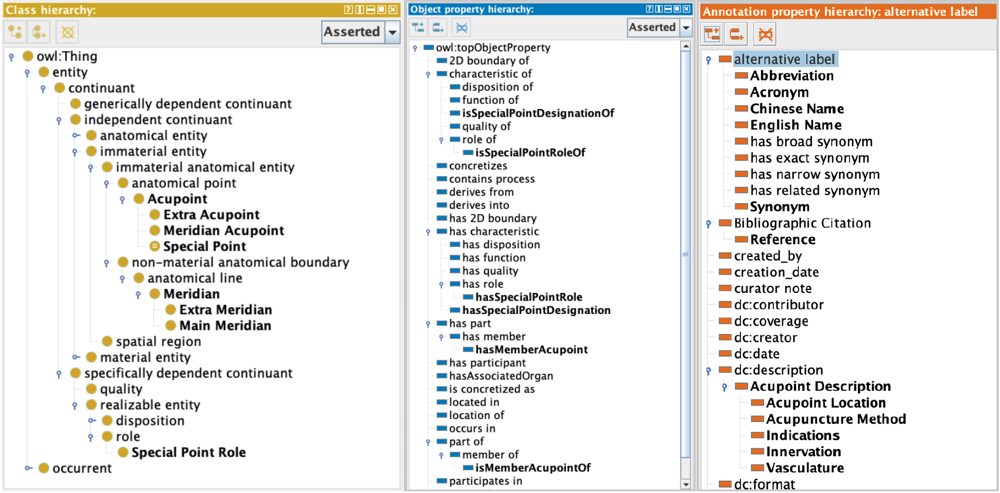 Class hierarchy:
Asserted
owl:Thing
entity
continuant
generically dependent continuant
independent continuant
anatomical entity
immaterial entity
immaterial anatomical entity
anatomical point
Acupoint
Extra Acupoint
Meridian Acupoint
Special Point
non-material anatomical boundary
anatomical line
Meridian
Extra Meridian
Main Meridian
spatial region
material entity
specifically dependent continuant
quality
realizable entity
disposition
role
Special Point Role
occurrent
Object property hierarchy:
Asserted
owl:topObjectProperty
2D boundary of
characteristic of
disposition of
function of
isSpecialPointDesignationOf
quality of
role of
isSpecialPointRoleOf
concretizes
contains process
derives from
derives into
has 2D boundary
has characteristic
has disposition
has function
has quality
has role
hasSpecialPointRole
hasSpecialPointDesignation
has part
has member
hasMemberAcupoint
has participant
hasAssociatedOrgan
is concretized as
located in
location of
occurs in
part of
member of
isMemberAcupointOf
participates in
Annotation property hierarchy: alternative label
alternative label
Abbreviation
Acronym
Chinese Name
English Name
has broad synonym
has exact synonym
has narrow synonym
has related synonym
Synonym
Bibliographic Citation
Reference
created_by
creation_date
curator note
dc:contributor
dc:coverage
dc:creator
dc:date
dc:description
Acupoint Description
Acupoint Location
Acupuncture Method
Indications
Innervation
Vasculature
dc:format